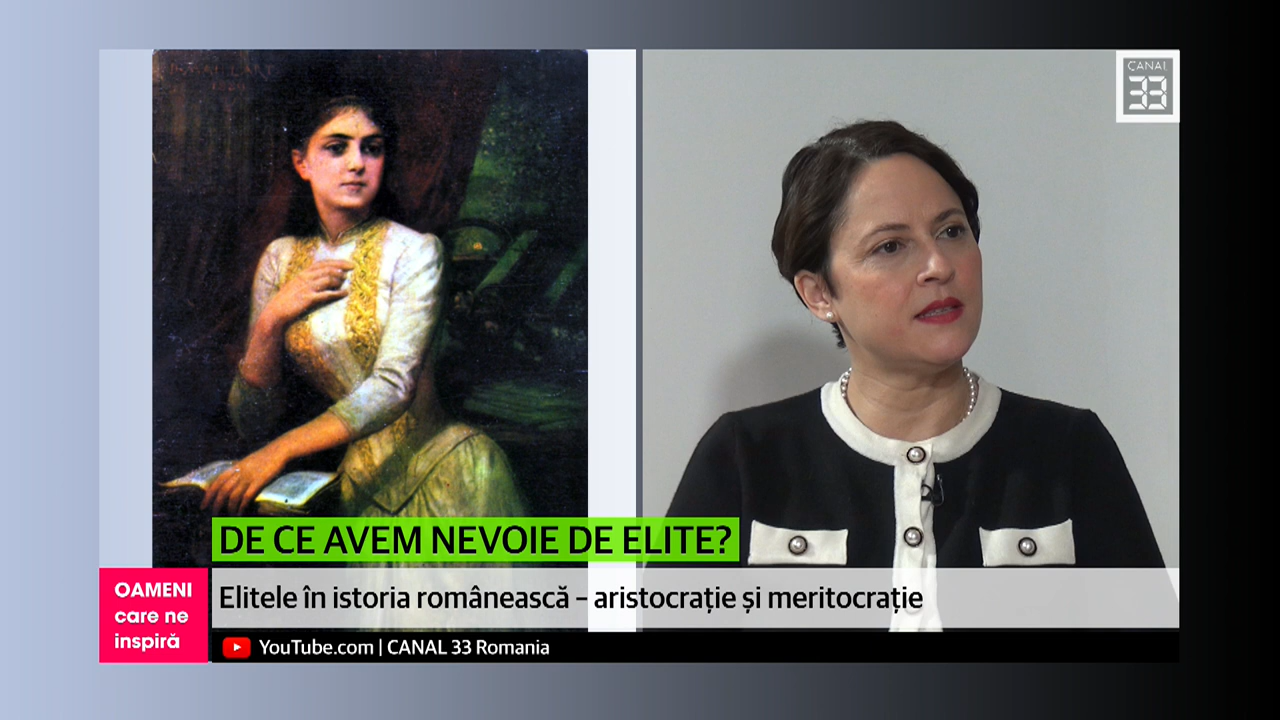 CANAL
33
DE CE AVEM NEVOIE DE ELITE?
OAMENI
care ne
inspiră
Elitele în istoria românească – aristocrație și meritocrație
YouTube.com | CANAL 33 Romania